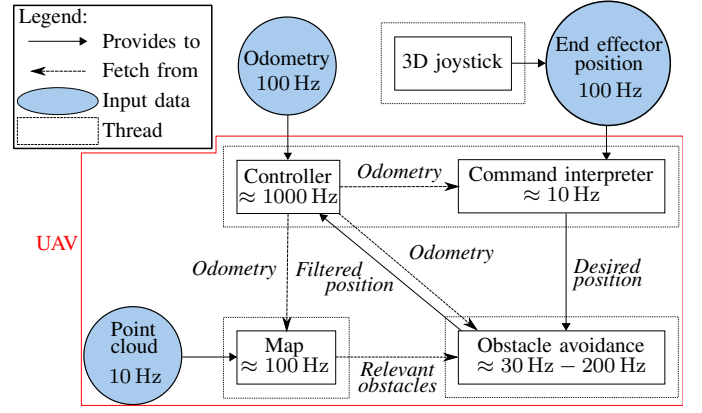 Legend:
Provides to
Fetch from
Input data
Thread
Odometry
100 Hz
3D joystick
End effector
position
100 Hz
Controller
≈ 1000 Hz
Odometry
Command interpreter
≈ 10 Hz
UAV
Odometry
Filtered
position
Odometry
Desired
position
Point
cloud
10 Hz
Map
≈ 100 Hz
Relevant
obstacles
Obstacle avoidance
≈ 30 Hz − 200 Hz